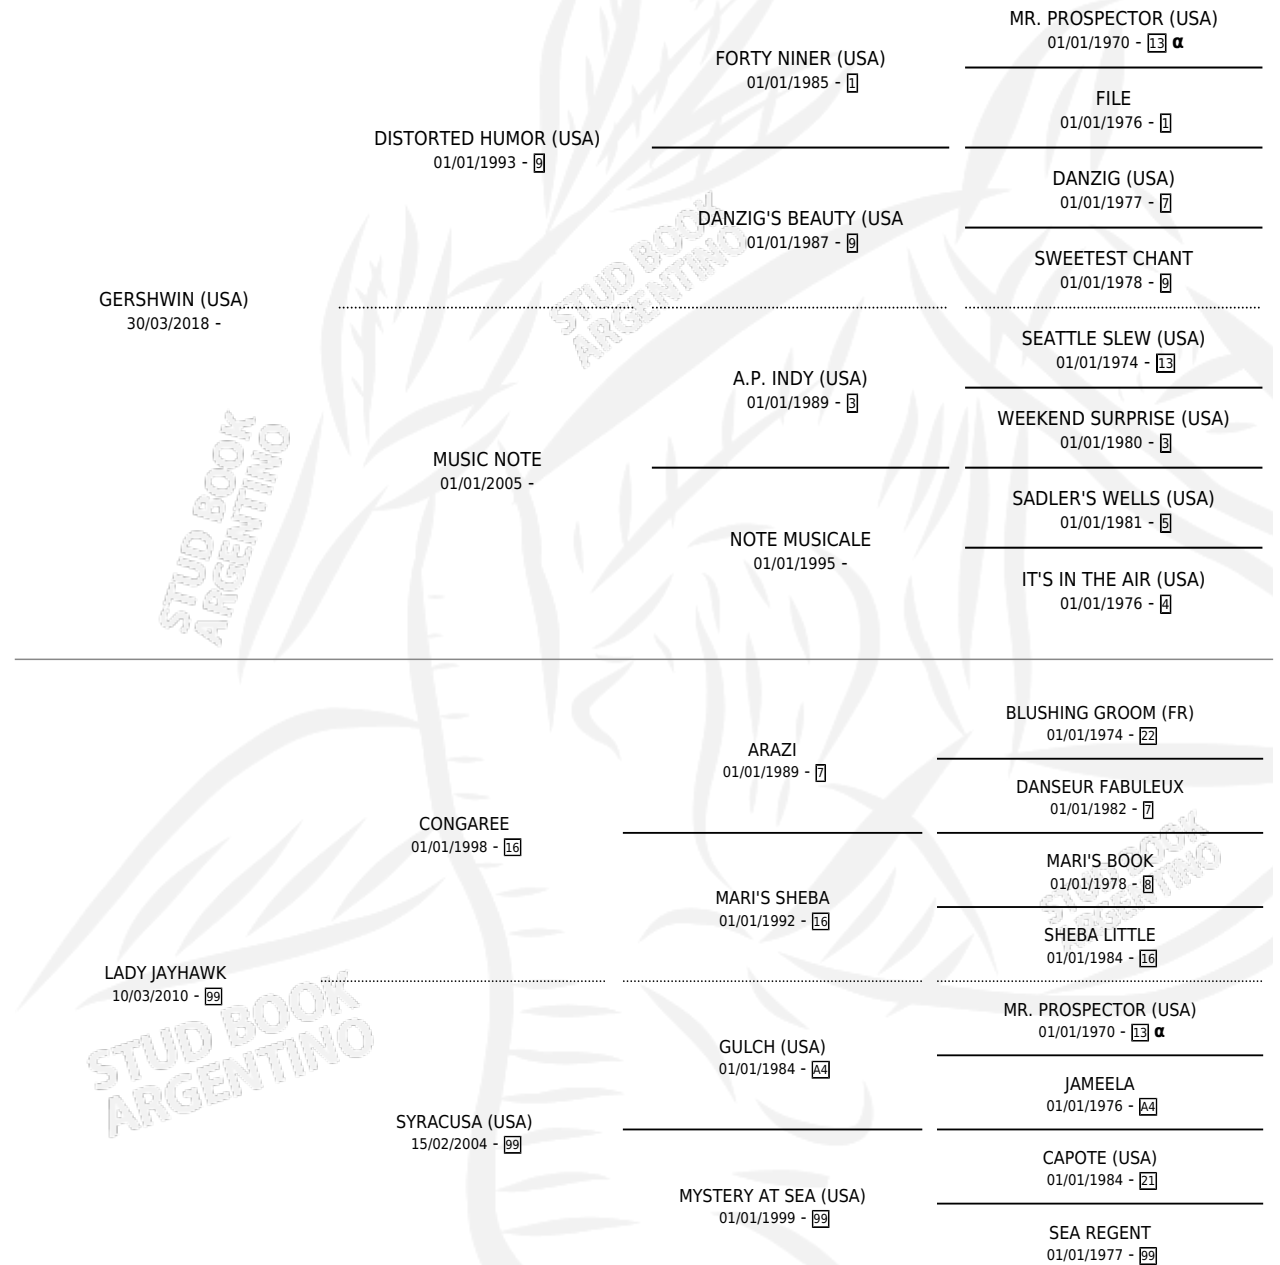 MR. PROSPECTOR (USA)
01/01/1970 - 13 α
FORTY NINER (USA)
01/01/1985 - 1
FILE
01/01/1976 - 1
DISTORTED HUMOR (USA)
01/01/1993 - 9
DANZIG (USA)
01/01/1977 - 7
DANZIG'S BEAUTY (USA
01/01/1987 - 9
SWEETEST CHANT
01/01/1978 - 9
GERSHWIN (USA)
30/03/2018 -
SEATTLE SLEW (USA)
01/01/1974 - 13
A.P. INDY (USA)
01/01/1989 - 3
WEEKEND SURPRISE (USA)
01/01/1980 - 3
MUSIC NOTE
01/01/2005 -
SADLER'S WELLS (USA)
01/01/1981 - 5
NOTE MUSICALE
01/01/1995 -
IT'S IN THE AIR (USA)
01/01/1976 - 4
BLUSHING GROOM (FR)
01/01/1974 - 22
ARAZI
01/01/1989 - 7
DANSEUR FABULEUX
01/01/1982 - 7
CONGAREE
01/01/1998 - 16
MARI'S BOOK
01/01/1978 - 8
MARI'S SHEBA
01/01/1992 - 16
SHEBA LITTLE
01/01/1984 - 16
LADY JAYHAWK
10/03/2010 - 99
MR. PROSPECTOR (USA)
01/01/1970 - 13 α
GULCH (USA)
01/01/1984 - A4
JAMEELA
01/01/1976 - A4
SYRACUSA (USA)
15/02/2004 - 99
CAPOTE (USA)
01/01/1984 - 21
MYSTERY AT SEA (USA)
01/01/1999 - 99
SEA REGENT
01/01/1977 - 99
STUD BOOK
ARGENTINO
STUD BOOK
ARGENTINO
STUD BOOK
ARGENTINO
STUD BOOK
ARGENTINO